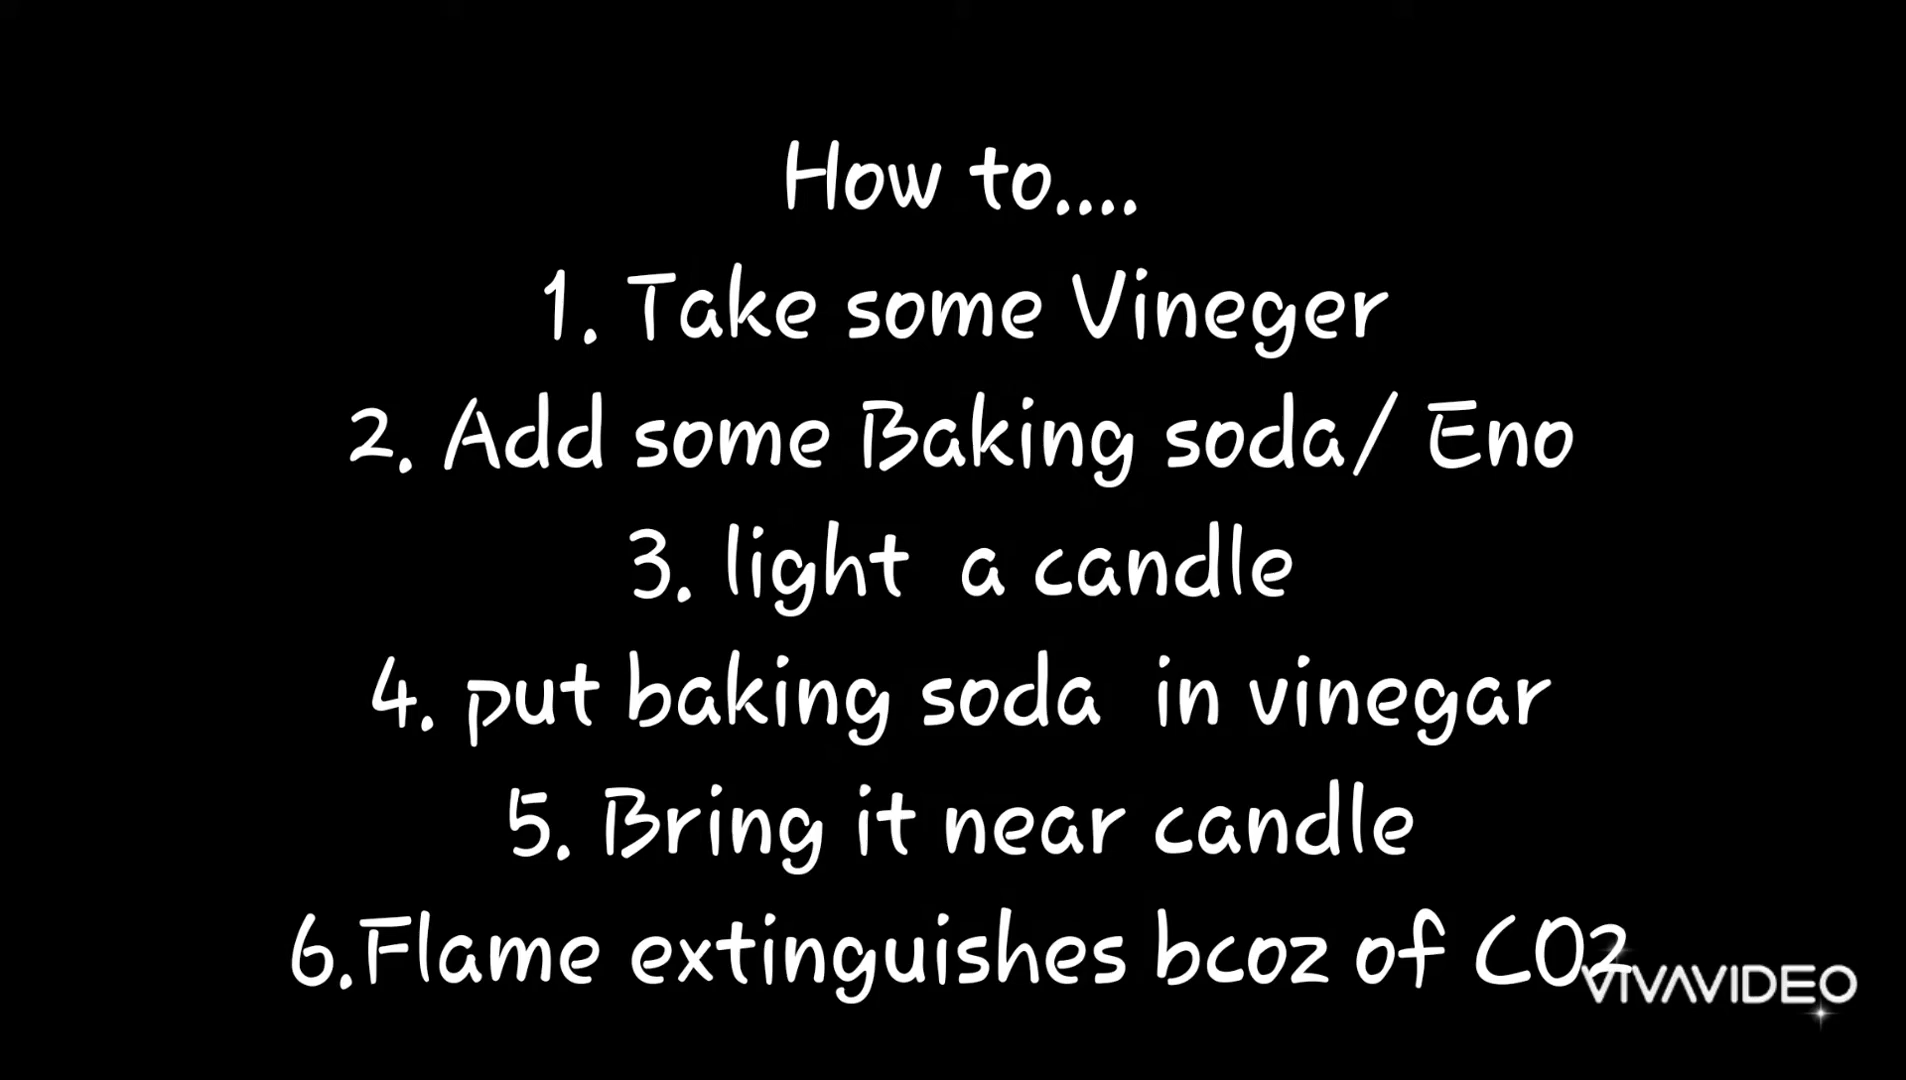 How to....
1. Take some Vineger
2. Add some Baking soda/ Eno
3. light  a candle
4. put baking soda  in vinegar
5. Bring it near candle
6.Flame extinguishes bcoz of CO2
VIVAVIDEO